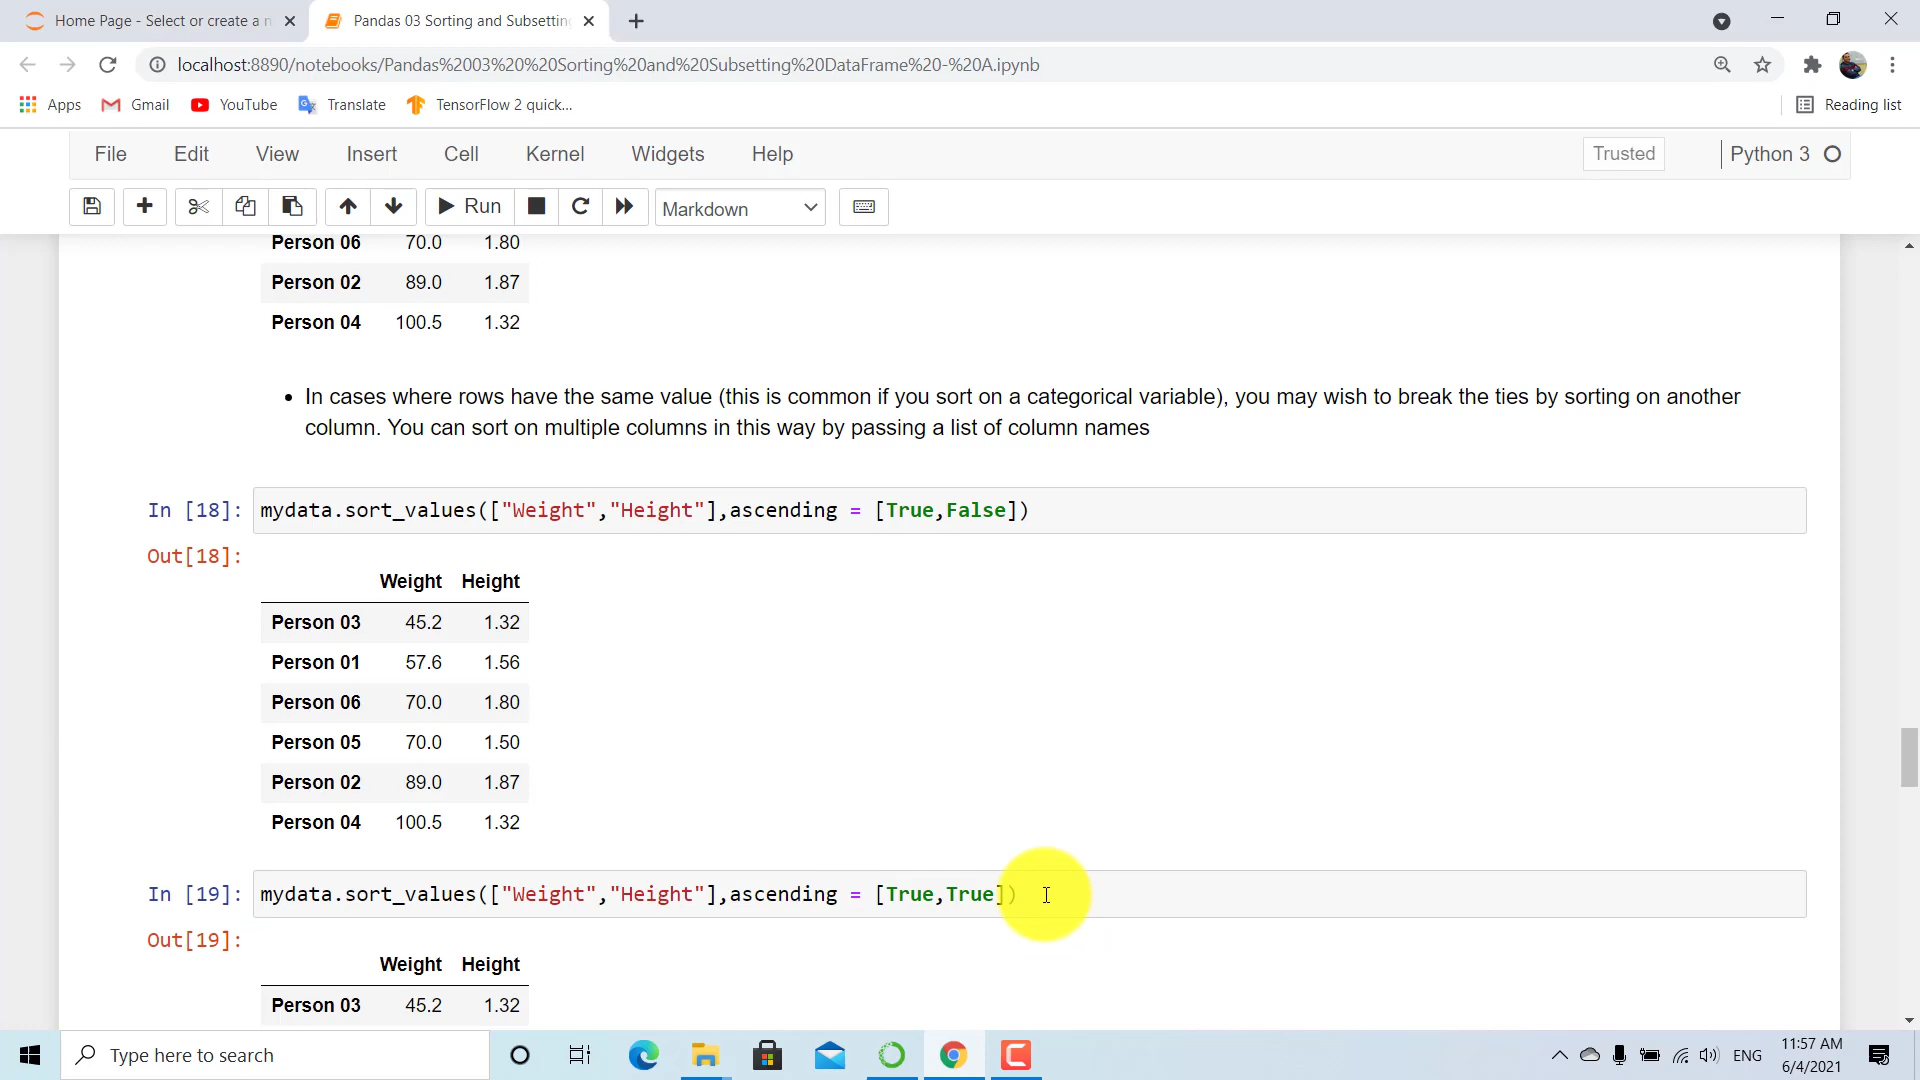 Home Page - Select or create a n
Pandas 03 Sorting and Subsetting
localhost:8890/notebooks/Pandas%2003%20%20Sorting%20and%20Subsetting%20DataFrame%20-%20A.ipynb
Apps Gmail YouTube Translate TensorFlow 2 quick... Reading list
File Edit View Insert Cell Kernel Widgets Help Trusted Python 3
Run Markdown
Person 06 70.0 1.80
Person 02 89.0 1.87
Person 04 100.5 1.32
In cases where rows have the same value (this is common if you sort on a categorical variable), you may wish to break the ties by sorting on another
column. You can sort on multiple columns in this way by passing a list of column names
In [18]: mydata.sort_values(["Weight","Height"],ascending = [True,False])
Out[18]:
Weight Height
Person 03 45.2 1.32
Person 01 57.6 1.56
Person 06 70.0 1.80
Person 05 70.0 1.50
Person 02 89.0 1.87
Person 04 100.5 1.32
In [19]: mydata.sort_values(["Weight","Height"],ascending = [True,True])
Out[19]:
Weight Height
Person 03 45.2 1.32
Type here to search
ENG
11:57 AM
6/4/2021